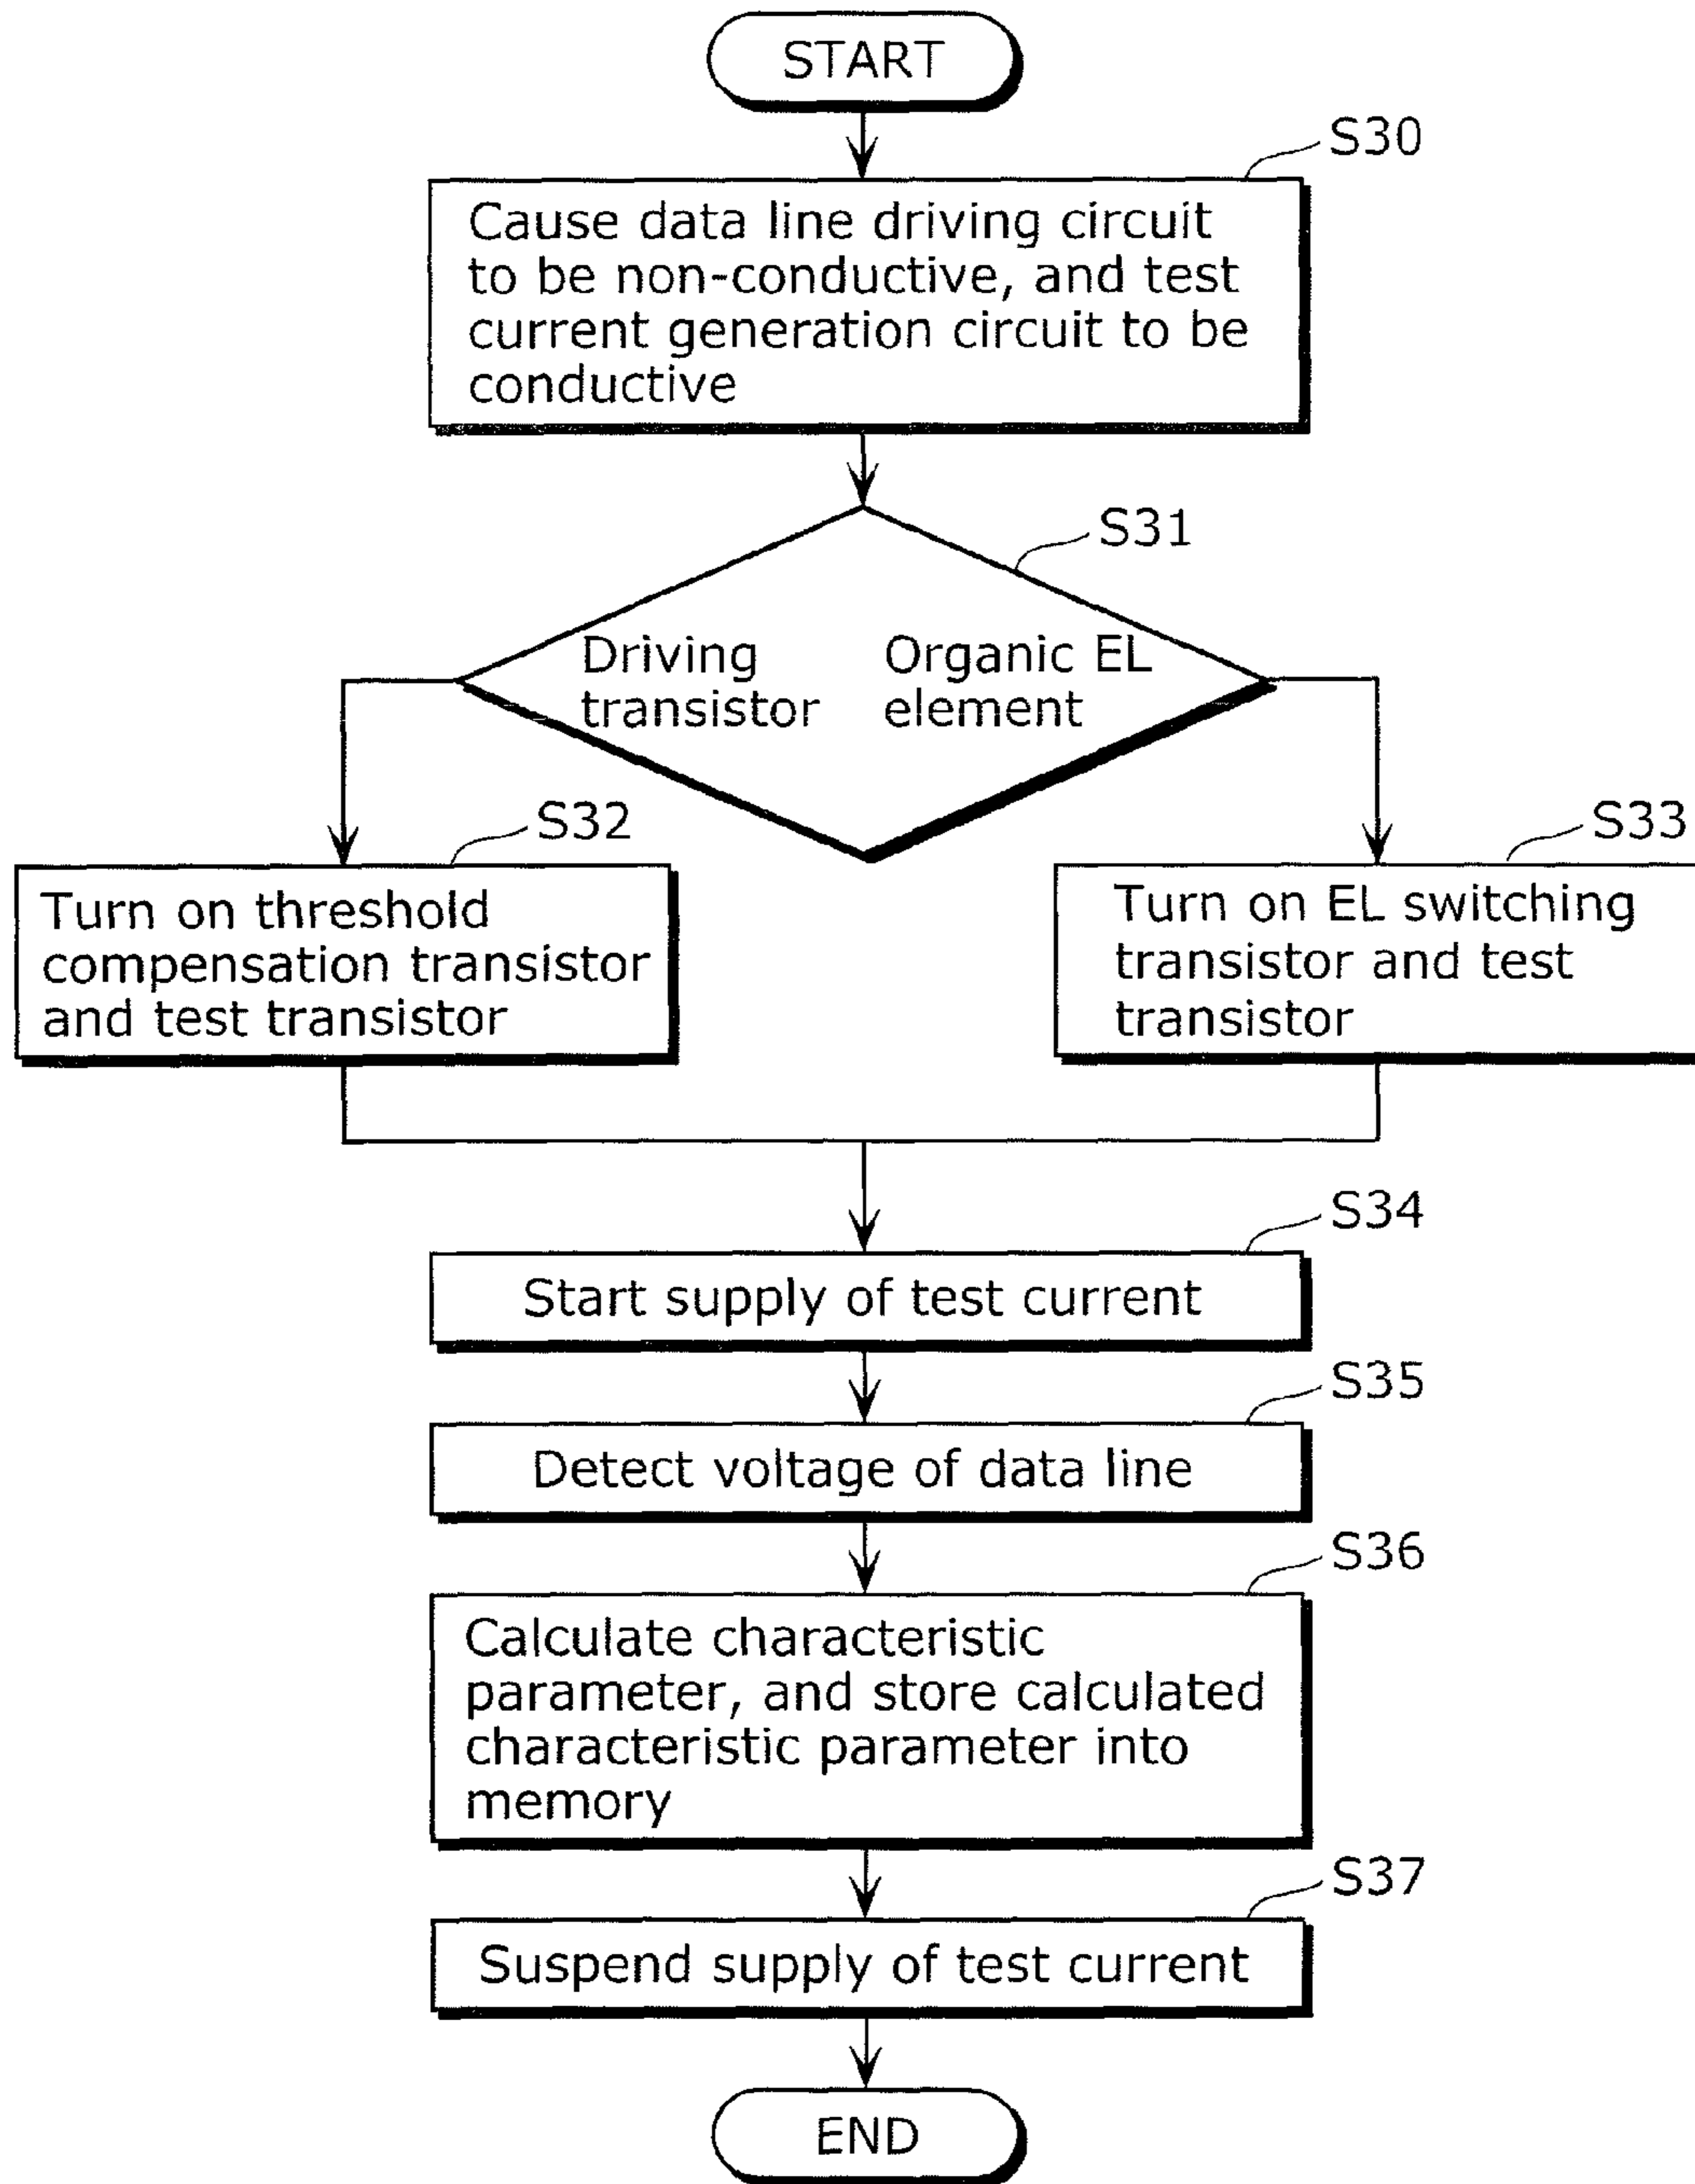 START
S30
Cause data line driving circuit
to be non-conductive, and test
current generation circuit to be
conductive
S31
Driving
transistor
Organic EL
element
S32
Turn on threshold
compensation transistor
and test transistor
S33
Turn on EL switching
transistor and test
transistor
S34
Start supply of test current
S35
Detect voltage of data line
S36
Calculate characteristic
parameter, and store calculated
characteristic parameter into
memory
S37
Suspend supply of test current
END